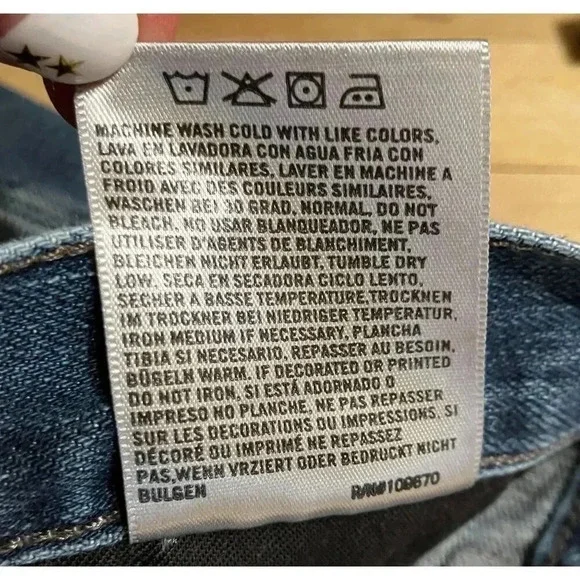 MACHINE WASH COLD WITH LIKE COLORS,
LAVA EN LAVADORA CON AGUA FRIA CON
COLORES SIMILARES, LAVER EN MACHINE A
FROID AVEC DES COULEURS SIMILAIRES,
WASCHEN BEI 30 GRAD, NORMAL, DO NOT
BLEACH, NO USAR BLANQUEADOR, NE PAS
UTILISER D'AGENTS DE BLANCHIMENT,
BLEICHEN NICHT ERLAUBT, TUMBLE DRY
LOW, SECA EN SECADORA CICLO LENTO,
SECHER A BASSE TEMPERATURE,TROCKNEN
IM TROCKNER BEI NIEDRIGER TEMPERATUR,
IRON MEDIUM IF NECESSARY, PLANCHA
TIBIA SI NECESARIO, REPASSER AU BESOIN,
BÜGELN WARM, IF DECORATED OR PRINTED
DO NOT IRON, SI ESTÁ ADORNADO O
IMPRESO NO PLANCHE, NE PAS REPASSER
SUR LES DECORATIONS OU IMPRESSIONS, SI
DÉCORÉ OU IMPRIMÉ NE REPASSEZ
PAS,WENN VRZIERT ODER BEDRUCKT NICHT
BULGEN RN#109870